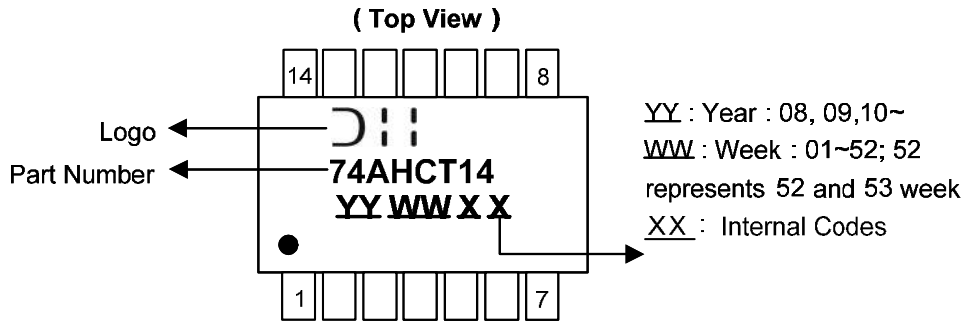 ( Top View )
14 8
Logo
Part Number
74AHCT14
YY WW X X
1 7
YY : Year : 08, 09,10~
WW : Week : 01~52; 52
represents 52 and 53 week
XX : Internal Codes